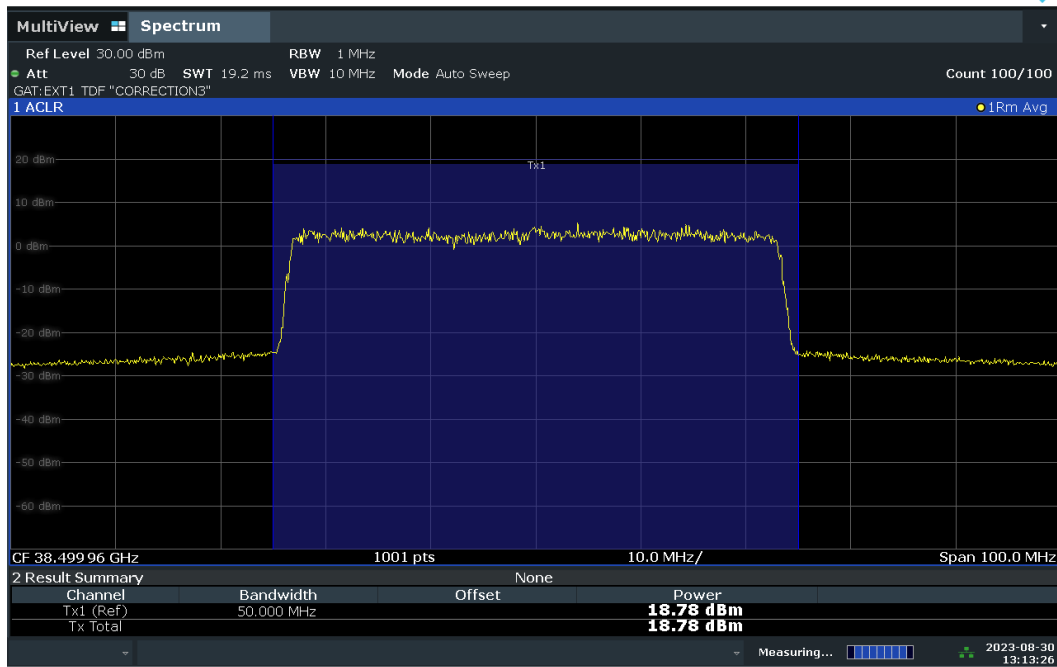 MultiView Spectrum
Ref Level 30.00 dBm RBW 1 MHz
Att 30 dB SWT 19.2 ms VBW 10 MHz Mode Auto Sweep Count 100/100
GAT:EXT1 TDF "CORRECTION3"
1 ACLR 1Rm Avg
Tx1
20 dBm
10 dBm
0 dBm
-10 dBm
-20 dBm
-30 dBm
-40 dBm
-50 dBm
-60 dBm
CF 38.49996 GHz 1001 pts 10.0 MHz/ Span 100.0 MHz
2 Result Summary None
Channel Bandwidth Offset Power
Tx1 (Ref) 50.000 MHz 18.78 dBm
Tx Total 18.78 dBm
Measuring... 2023-08-30
13:13:26